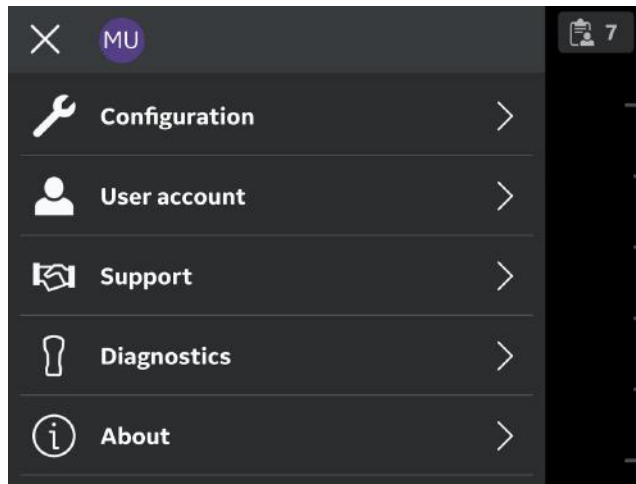 MU
7
Configuration
User account
Support
Diagnostics
About